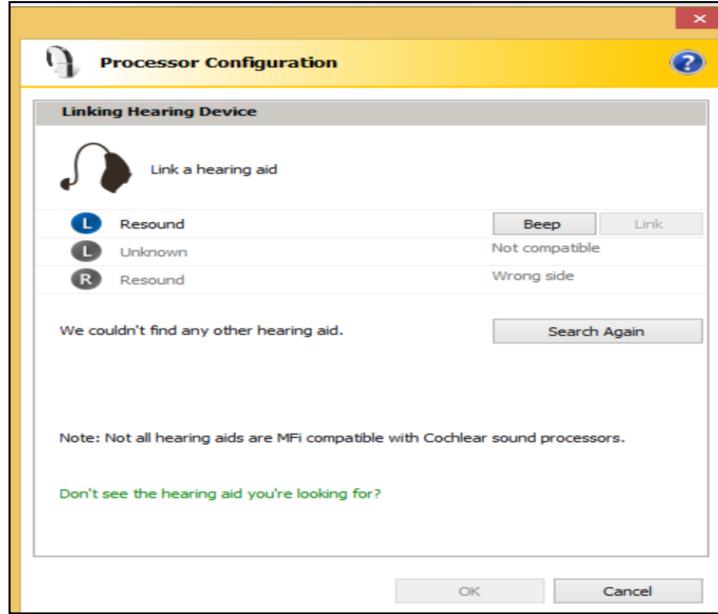 Processor Configuration
Linking Hearing Device
Link a hearing aid
L Resound Beep Link
L Unknown Not compatible
R Resound Wrong side
We couldn't find any other hearing aid. Search Again
Note: Not all hearing aids are MFi compatible with Cochlear sound processors.
Don't see the hearing aid you're looking for?
OK Cancel